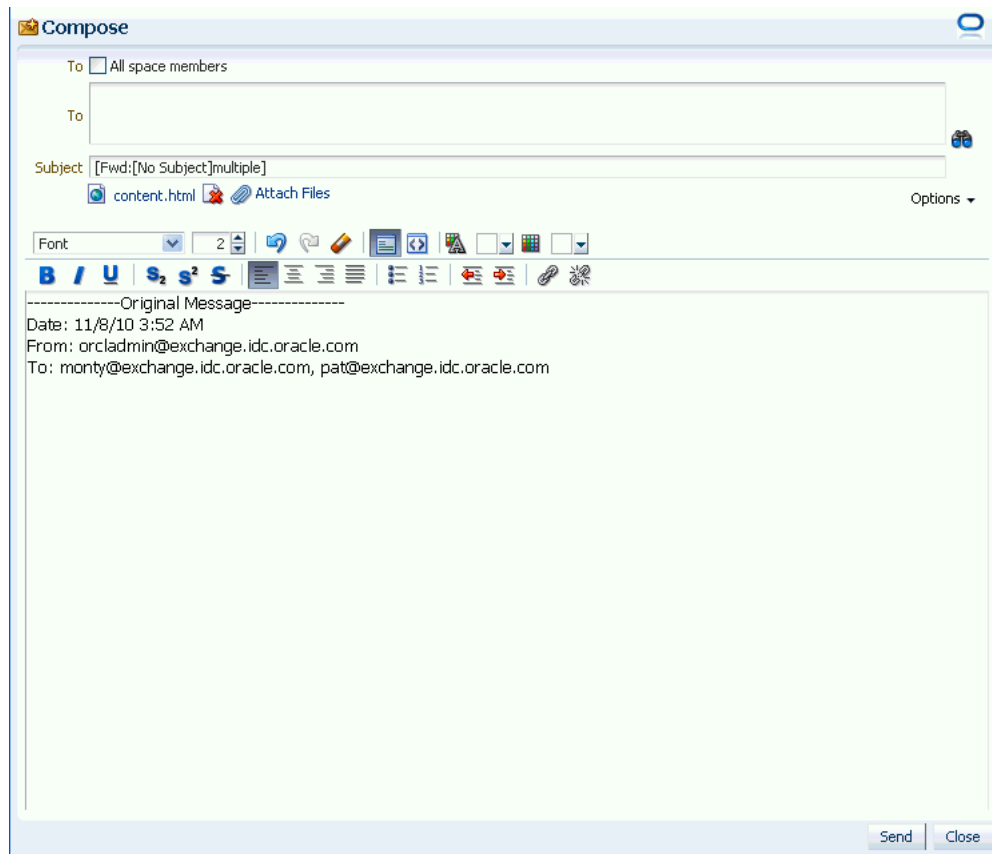 Compose
To All space members
To
Subject [Fwd:[No Subject]multiple]
content.html Attach Files
Options
Font 2
B I U S2 S² S
--------------Original Message--------------
Date: 11/8/10 3:52 AM
From: orcladmin@exchange.idc.oracle.com
To: monty@exchange.idc.oracle.com, pat@exchange.idc.oracle.com
Send Close